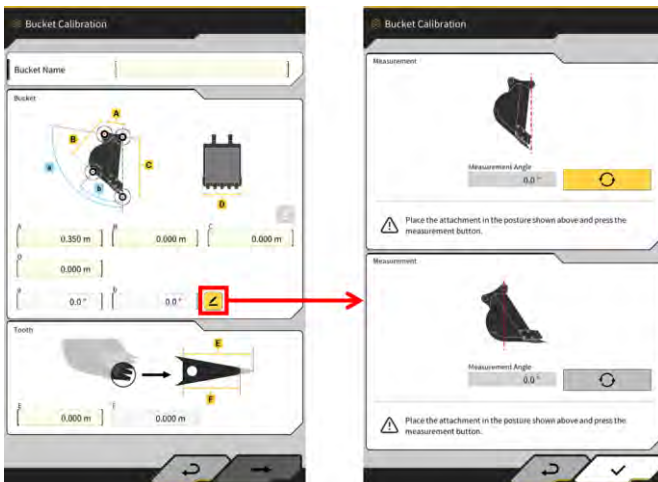 Bucket Calibration
Bucket Name
Bucket
A
B
C
a
b
D
A
0.350 m
B
0.000 m
C
0.000 m
D
0.000 m
a
0.0 °
b
0.0 °
Tooth
E
F
E
0.000 m
F
0.000 m
Bucket Calibration
Measurement
Measurement Angle
0.0 °
Place the attachment in the posture shown above and press the
measurement button.
Measurement
Measurement Angle
0.0 °
Place the attachment in the posture shown above and press the
measurement button.